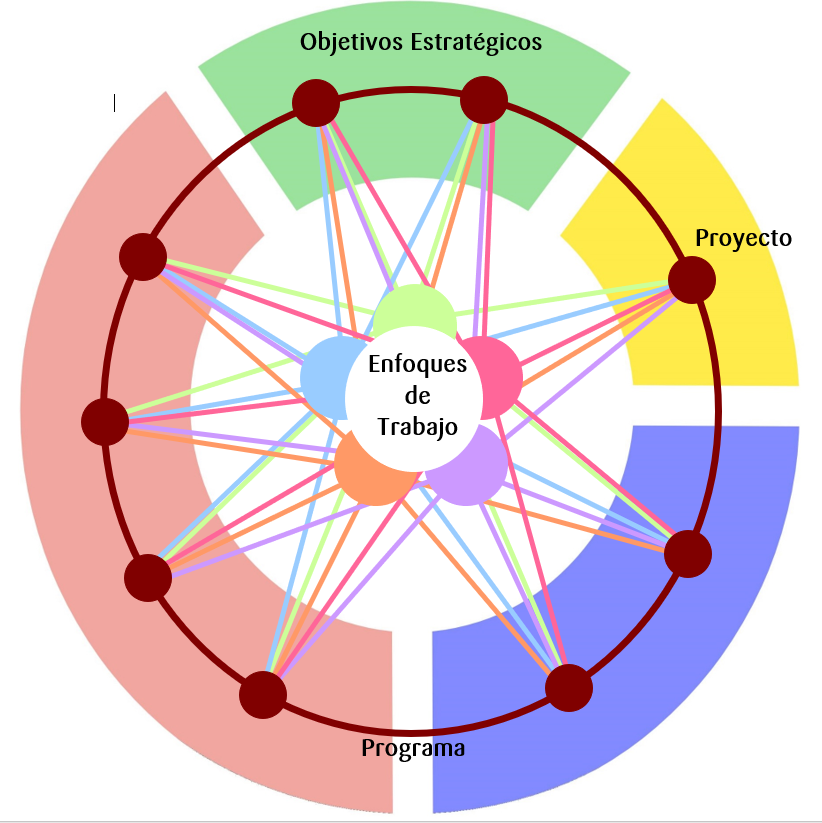 Objetivos Estratégicos
Proyecto
Enfoques
de
Trabajo
Programa